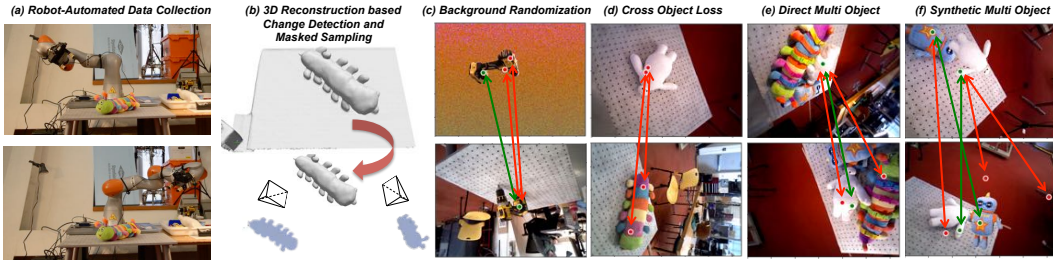 (a) Robot-Automated Data Collection
(b) 3D Reconstruction based
Change Detection and
Masked Sampling
(c) Background Randomization
(d) Cross Object Loss
(e) Direct Multi Object
(f) Synthetic Multi Object